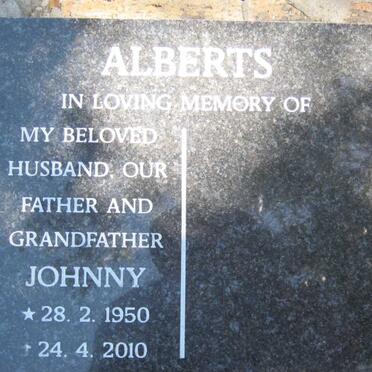 ALBERTS
IN LOVING MEMORY OF
MY BELOVED
HUSBAND, OUR
FATHER AND
GRANDFATHER
JOHNNY
★ 28. 2. 1950
† 24. 4. 2010